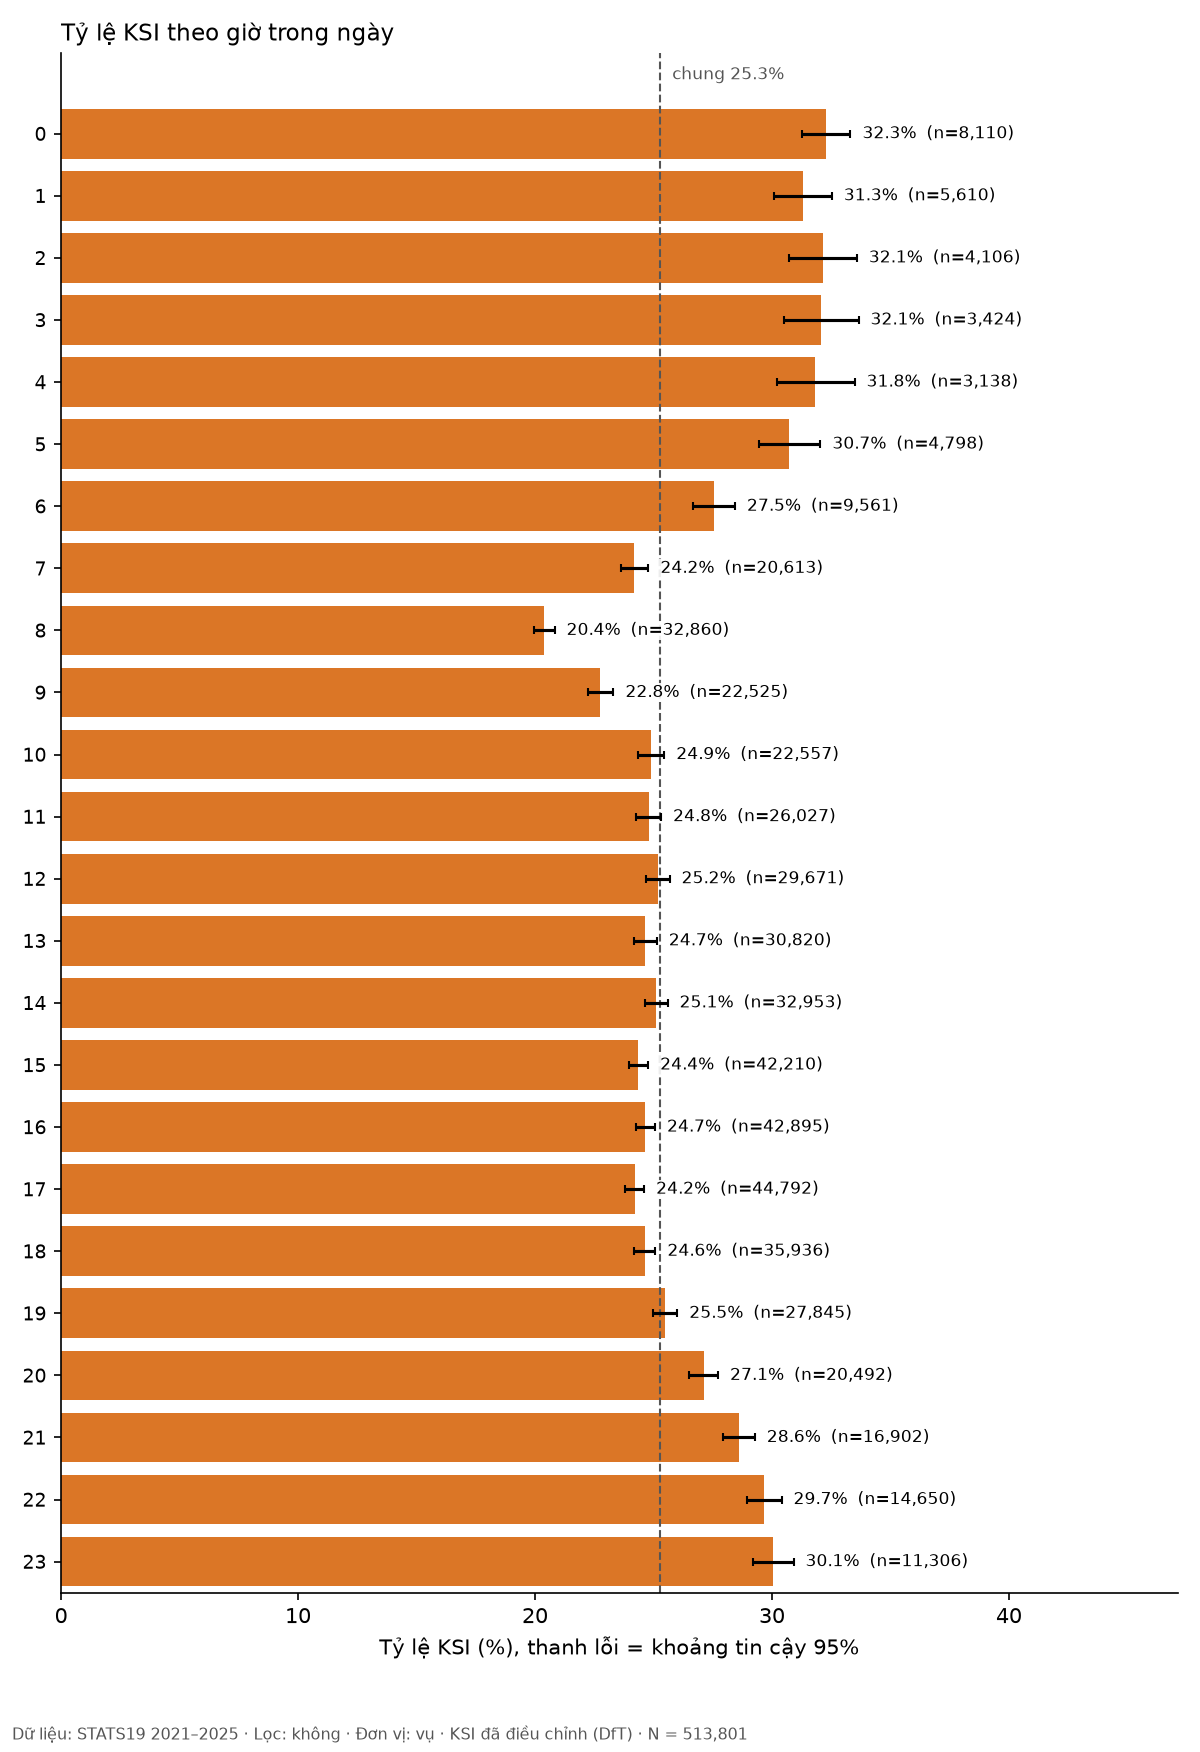 Tỷ lệ KSI theo giờ trong ngày
chung 25.3%
0 32.3% (n=8,110)
1 31.3% (n=5,610)
2 32.1% (n=4,106)
3 32.1% (n=3,424)
4 31.8% (n=3,138)
5 30.7% (n=4,798)
6 27.5% (n=9,561)
7 24.2% (n=20,613)
8 20.4% (n=32,860)
9 22.8% (n=22,525)
10 24.9% (n=22,557)
11 24.8% (n=26,027)
12 25.2% (n=29,671)
13 24.7% (n=30,820)
14 25.1% (n=32,953)
15 24.4% (n=42,210)
16 24.7% (n=42,895)
17 24.2% (n=44,792)
18 24.6% (n=35,936)
19 25.5% (n=27,845)
20 27.1% (n=20,492)
21 28.6% (n=16,902)
22 29.7% (n=14,650)
23 30.1% (n=11,306)
0 10 20 30 40
Tỷ lệ KSI (%), thanh lỗi = khoảng tin cậy 95%
Dữ liệu: STATS19 2021–2025 · Lọc: không · Đơn vị: vụ · KSI đã điều chỉnh (DfT) · N = 513,801